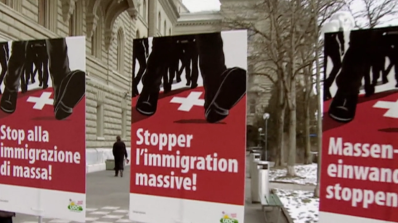 Stop alla
immigrazione
di massa!
Stopper
l'immigration
massive!
Massen-
einwand
stoppen